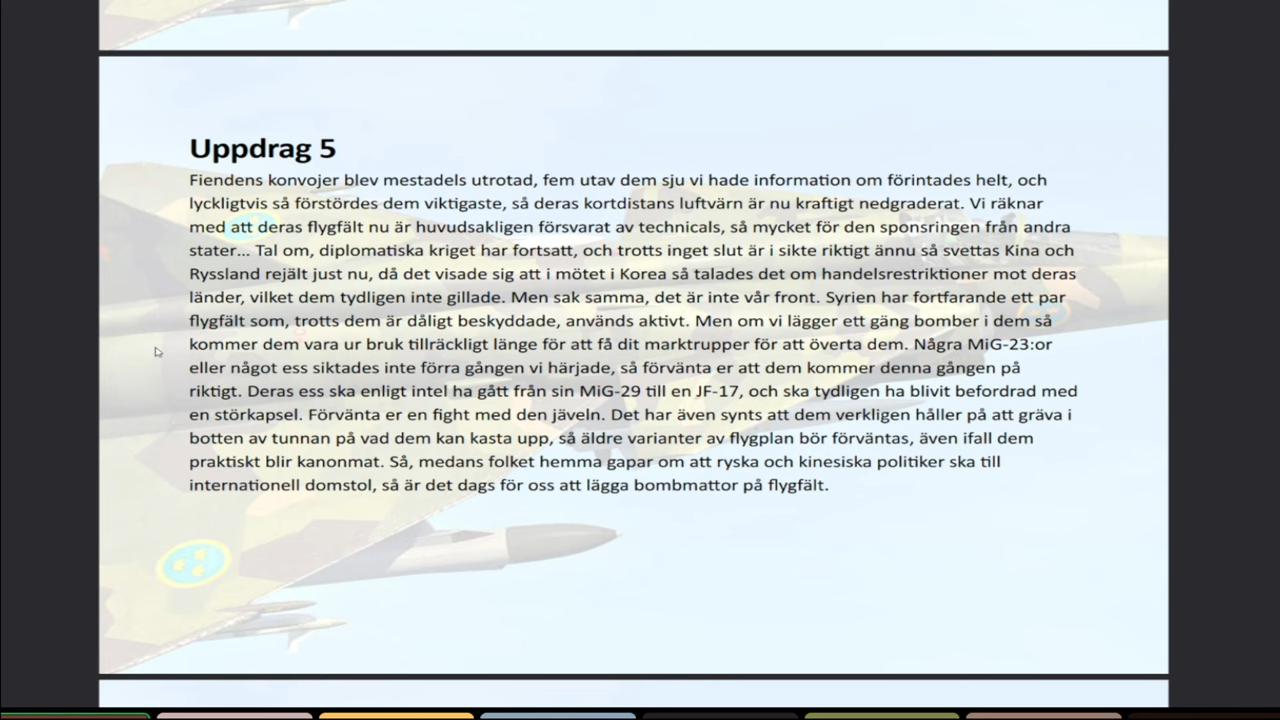 Uppdrag 5
Fiendens konvojer blev mestadels utrotad, fem utav dem sju vi hade information om förintades helt, och
lyckligtvis så förstördes dem viktigaste, så deras kortdistans luftvärn är nu kraftigt nedgraderat. Vi räknar
med att deras flygfält nu är huvudsakligen försvarat av technicals, så mycket för den sponsringen från andra
stater... Tal om, diplomatiska kriget har fortsatt, och trotts inget slut är i sikte riktigt ännu så svettas Kina och
Ryssland rejält just nu, då det visade sig att i mötet i Korea så talades det om handelsrestriktioner mot deras
länder, vilket dem tydligen inte gillade. Men sak samma, det är inte vår front. Syrien har fortfarande ett par
flygfält som, trotts dem är dåligt beskyddade, används aktivt. Men om vi lägger ett gäng bomber i dem så
kommer dem vara ur bruk tillräckligt länge för att få dit marktrupper för att överta dem. Några MiG-23:or
eller något ess siktades inte förra gången vi härjade, så förvänta er att dem kommer denna gången på
riktigt. Deras ess ska enligt intel ha gått från sin MiG-29 till en JF-17, och ska tydligen ha blivit befordrad med
en störkapsel. Förvänta er en fight med den jäveln. Det har även synts att dem verkligen håller på att gräva i
botten av tunnan på vad dem kan kasta upp, så äldre varianter av flygplan bör förväntas, även ifall dem
praktiskt blir kanonmat. Så, medans folket hemma gapar om att ryska och kinesiska politiker ska till
internationell domstol, så är det dags för oss att lägga bombmattor på flygfält.